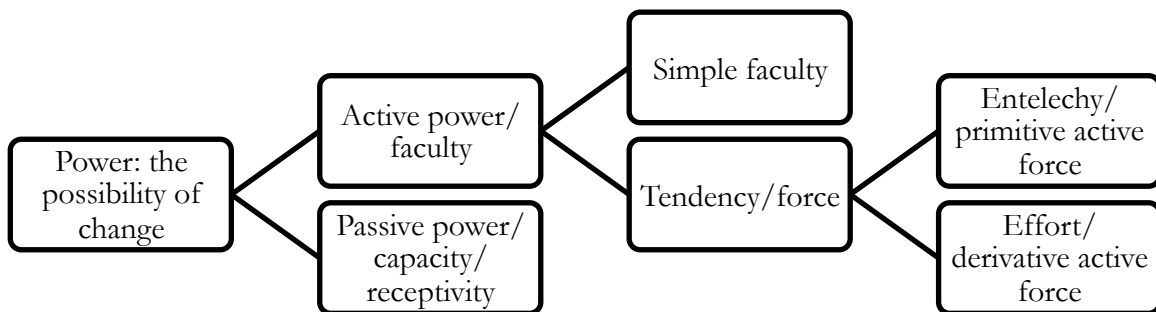 Power: the
possibility of
change
Active power/
faculty
Passive power/
capacity/
receptivity
Simple faculty
Tendency/force
Entelechy/
primitive active
force
Effort/
derivative active
force